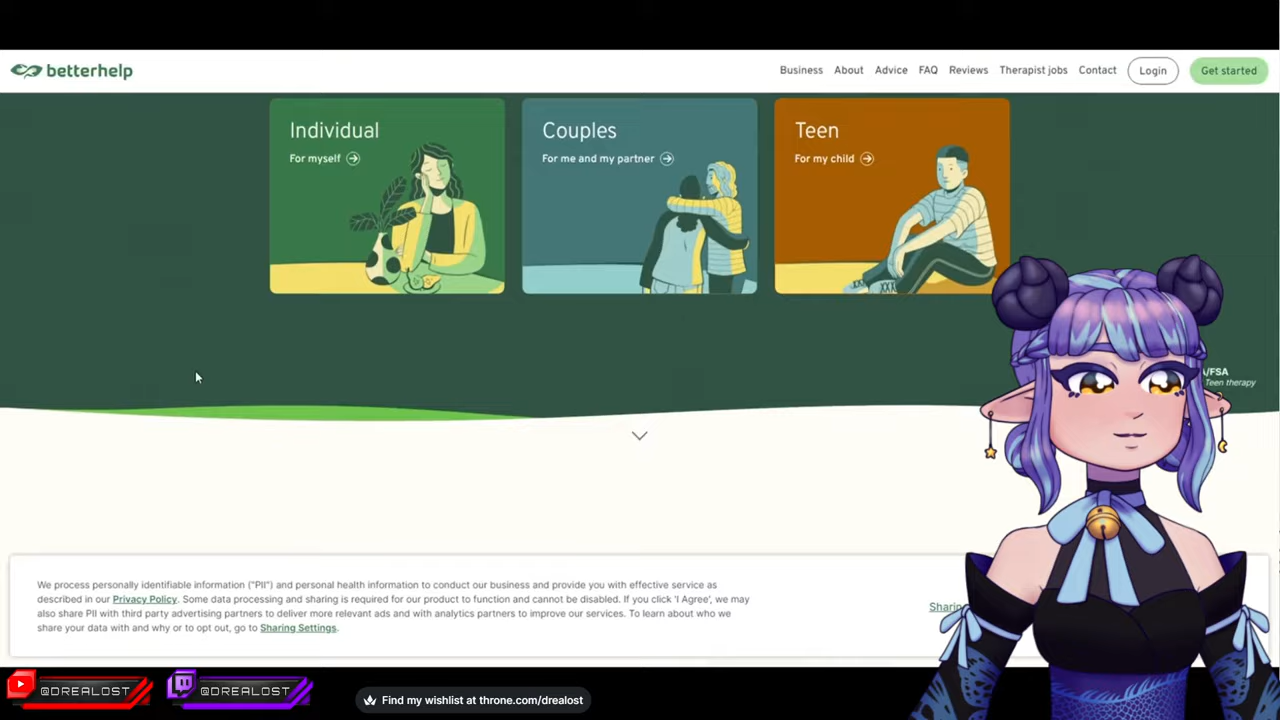 betterhelp
Business About Advice FAQ Reviews Therapist jobs Contact Login Get started
Individual
For myself
Couples
For me and my partner
Teen
For my child
/FSA
Teen therapy
We process personally identifiable information ("PII") and personal health information to conduct our business and provide you with effective service as
described in our Privacy Policy. Some data processing and sharing is required for our product to function and cannot be disabled. If you click 'I Agree', we may
also share PII with third party advertising partners to deliver more relevant ads and with analytics partners to improve our services. To learn about who we
share your data with and why or to opt out, go to Sharing Settings.
@DREALOST
@DREALOST
Find my wishlist at throne.com/drealost